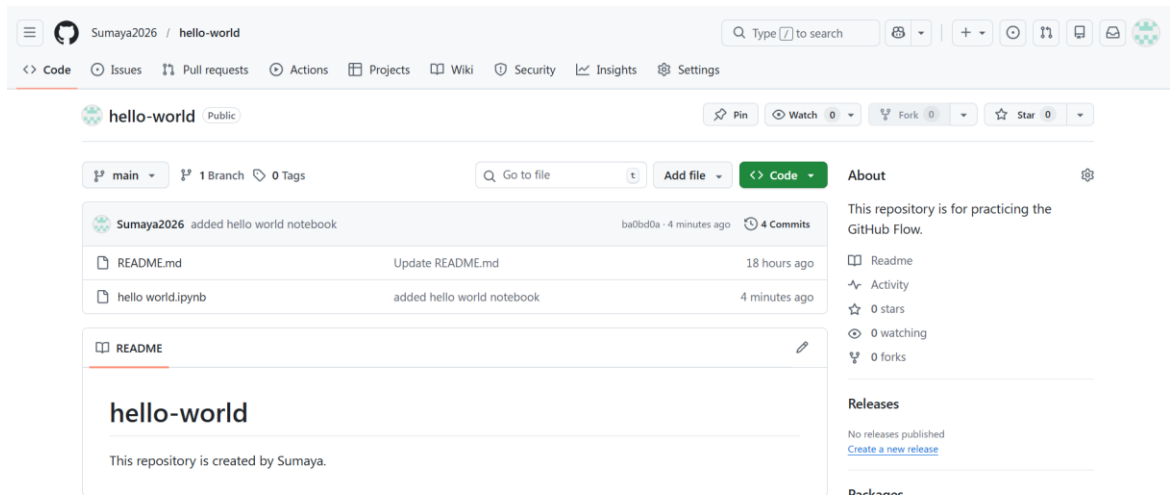 Sumaya2026 / hello-world
Type / to search
Code Issues Pull requests Actions Projects Wiki Security Insights Settings
hello-world Public
Pin Watch 0 Fork 0 Star 0
main 1 Branch 0 Tags
Go to file t Add file Code
Sumaya2026 added hello world notebook ba0bd0a · 4 minutes ago 4 Commits
README.md Update README.md 18 hours ago
hello world.ipynb added hello world notebook 4 minutes ago
README
hello-world
This repository is created by Sumaya.
About
This repository is for practicing the
GitHub Flow.
Readme
Activity
0 stars
0 watching
0 forks
Releases
No releases published
Create a new release
Packages